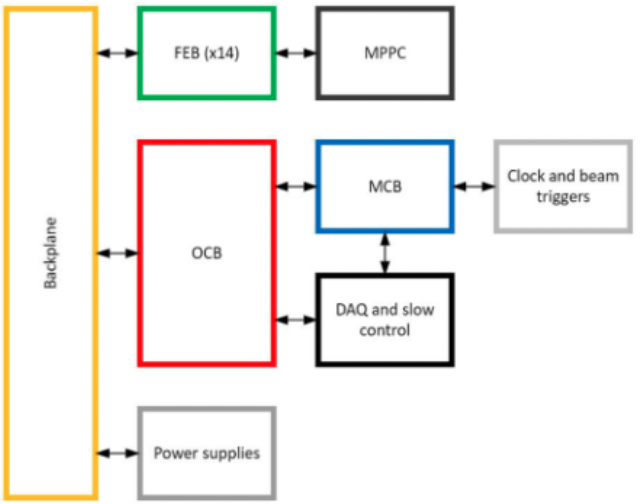 Backplane
FEB (x14)
MPPC
OCB
MCB
Clock and beam
triggers
DAQ and slow
control
Power supplies